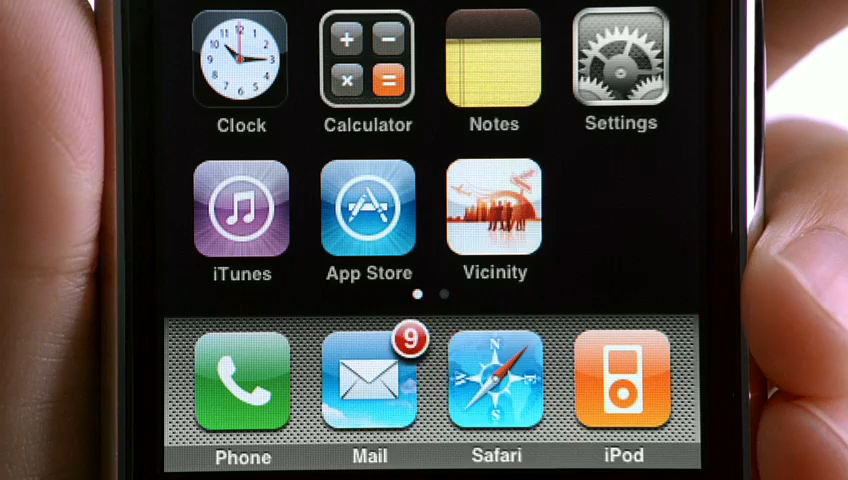 Clock Calculator Notes Settings
iTunes App Store Vicinity
9
N
W E
S
Phone Mail Safari iPod